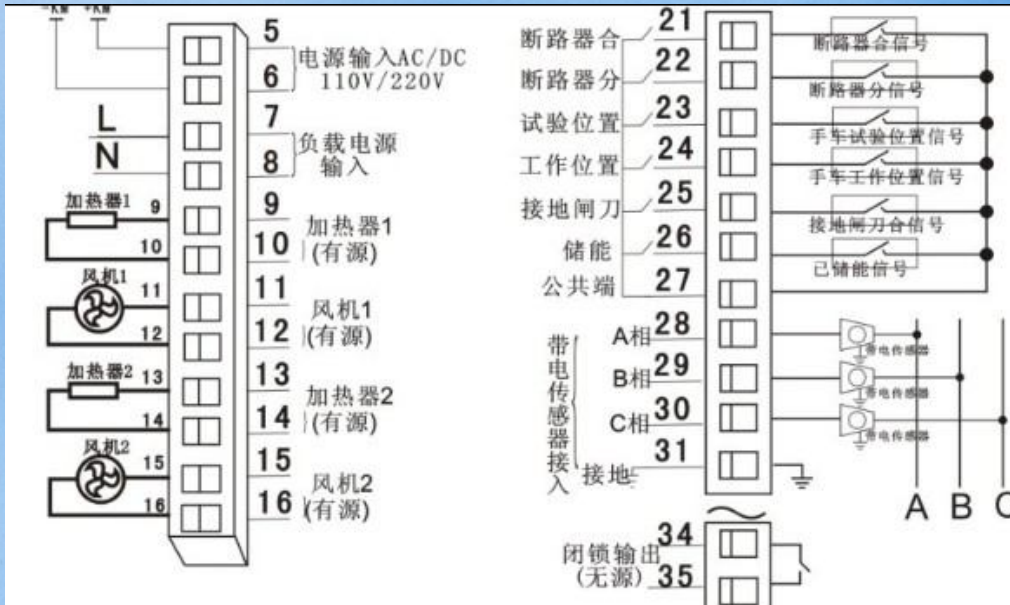 -KM +KM
5
电源输入AC/DC
6
110V/220V
L
7
负载电源
N
8
输入
加热器1
9
9
加热器1
10
10
(有源)
风机1
11
11
风机1
12
12
(有源)
加热器2
13
13
加热器2
14
14
(有源)
风机2
15
15
风机2
16
16
(有源)
断路器合
21
断路器合信号
断路器分
22
断路器分信号
试验位置
23
手车试验位置信号
工作位置
24
手车工作位置信号
接地闸刀
25
接地闸刀合信号
储能
26
已储能信号
公共端
27
带电传感器接入
A相
28
带电传感器
B相
29
带电传感器
C相
30
带电传感器
接地
31
A B C
闭锁输出
34
(无源)
35